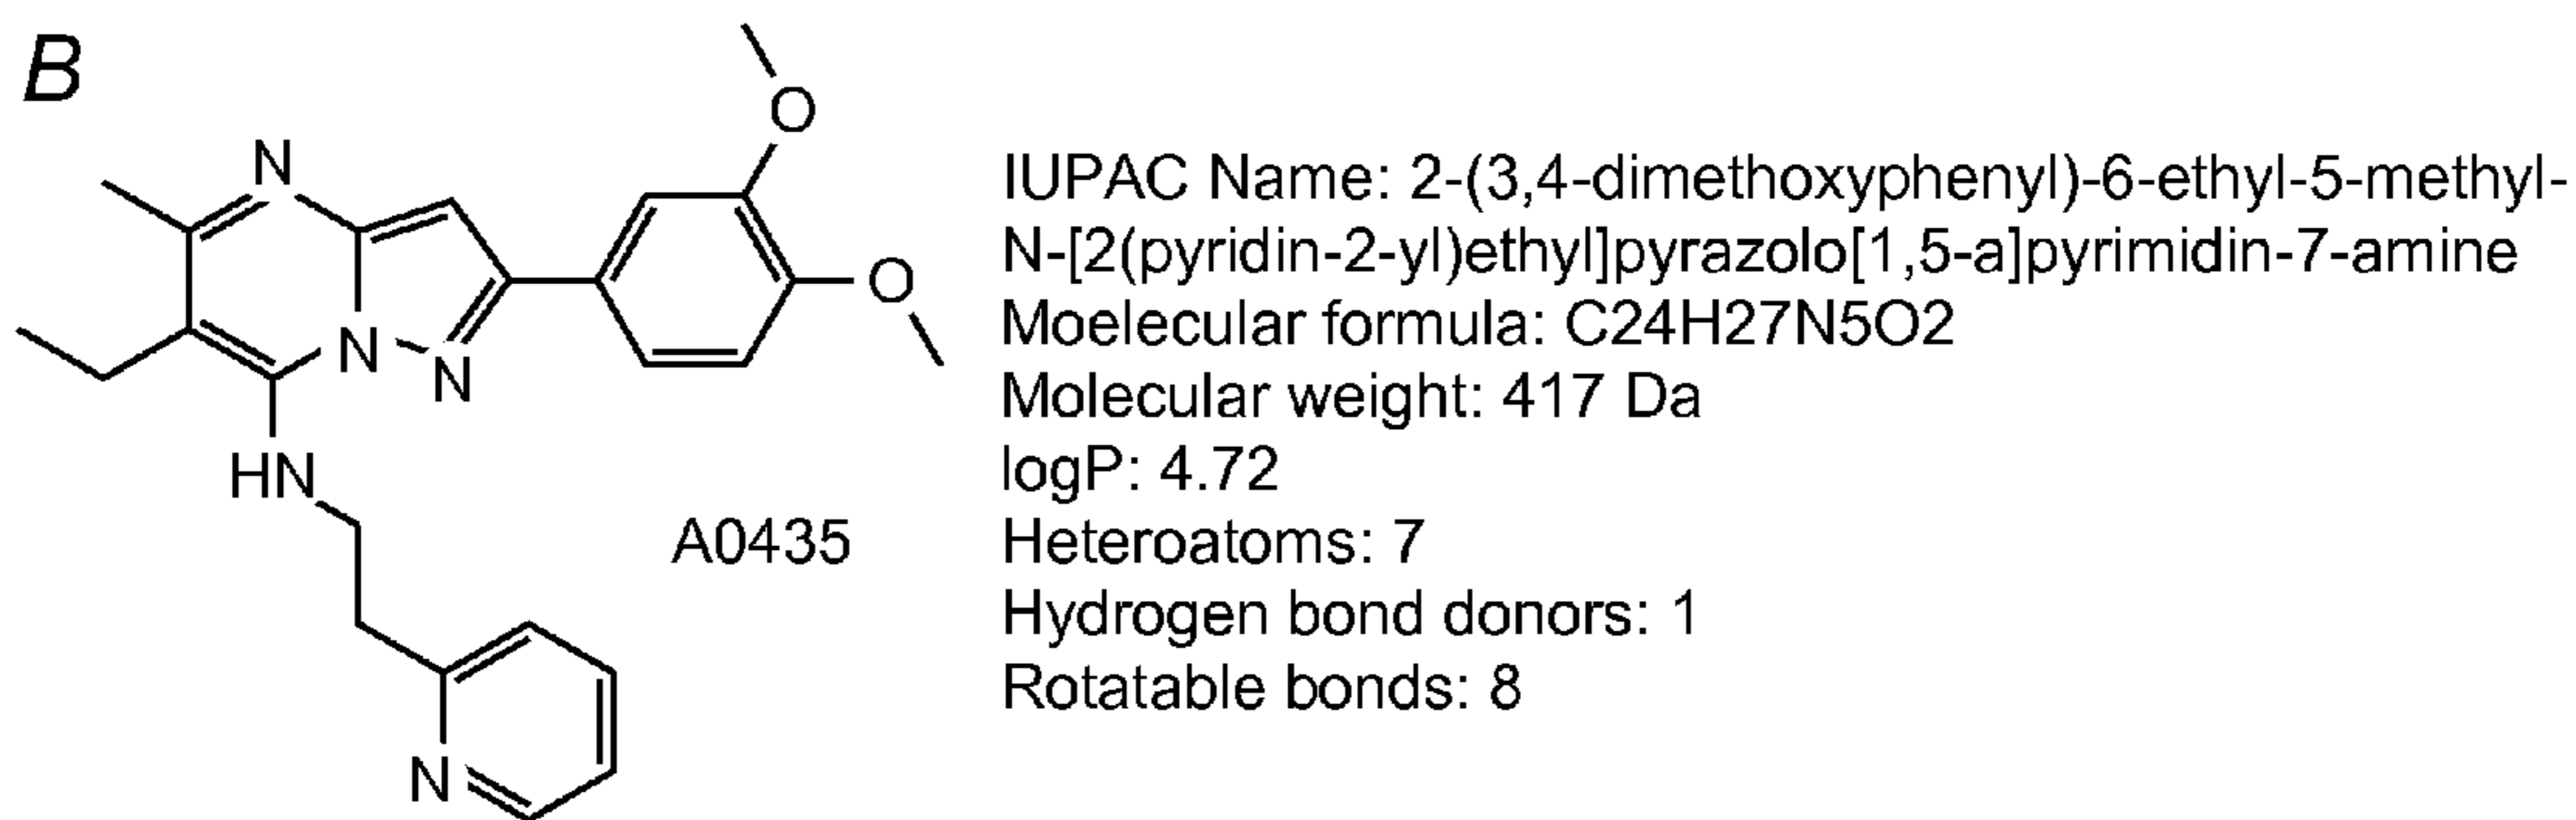 B
O
N
O
N
N
HN
A0435
N
IUPAC Name: 2-(3,4-dimethoxyphenyl)-6-ethyl-5-methyl-
N-[2(pyridin-2-yl)ethyl]pyrazolo[1,5-a]pyrimidin-7-amine
Moelecular formula: C24H27N5O2
Molecular weight: 417 Da
logP: 4.72
Heteroatoms: 7
Hydrogen bond donors: 1
Rotatable bonds: 8